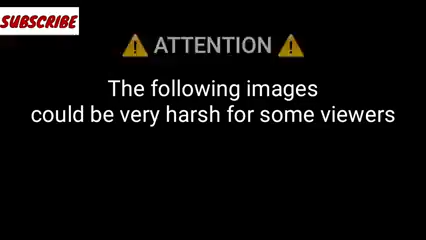 SUBSCRIBE
⚠ ATTENTION ⚠
The following images
could be very harsh for some viewers